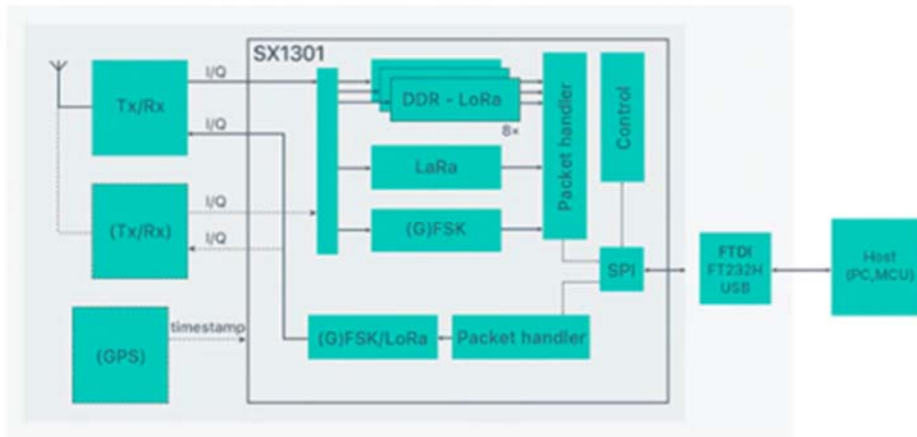 SX1301
I/Q
Tx/Rx
I/Q
DDR - LoRa
8×
LaRa
(G)FSK
Packet handler
Control
I/Q
(Tx/Rx)
I/Q
SPI
FTDI
FT232H
USB
Host
(PC,MCU)
timestamp
(GPS)
(G)FSK/LoRa
Packet handler